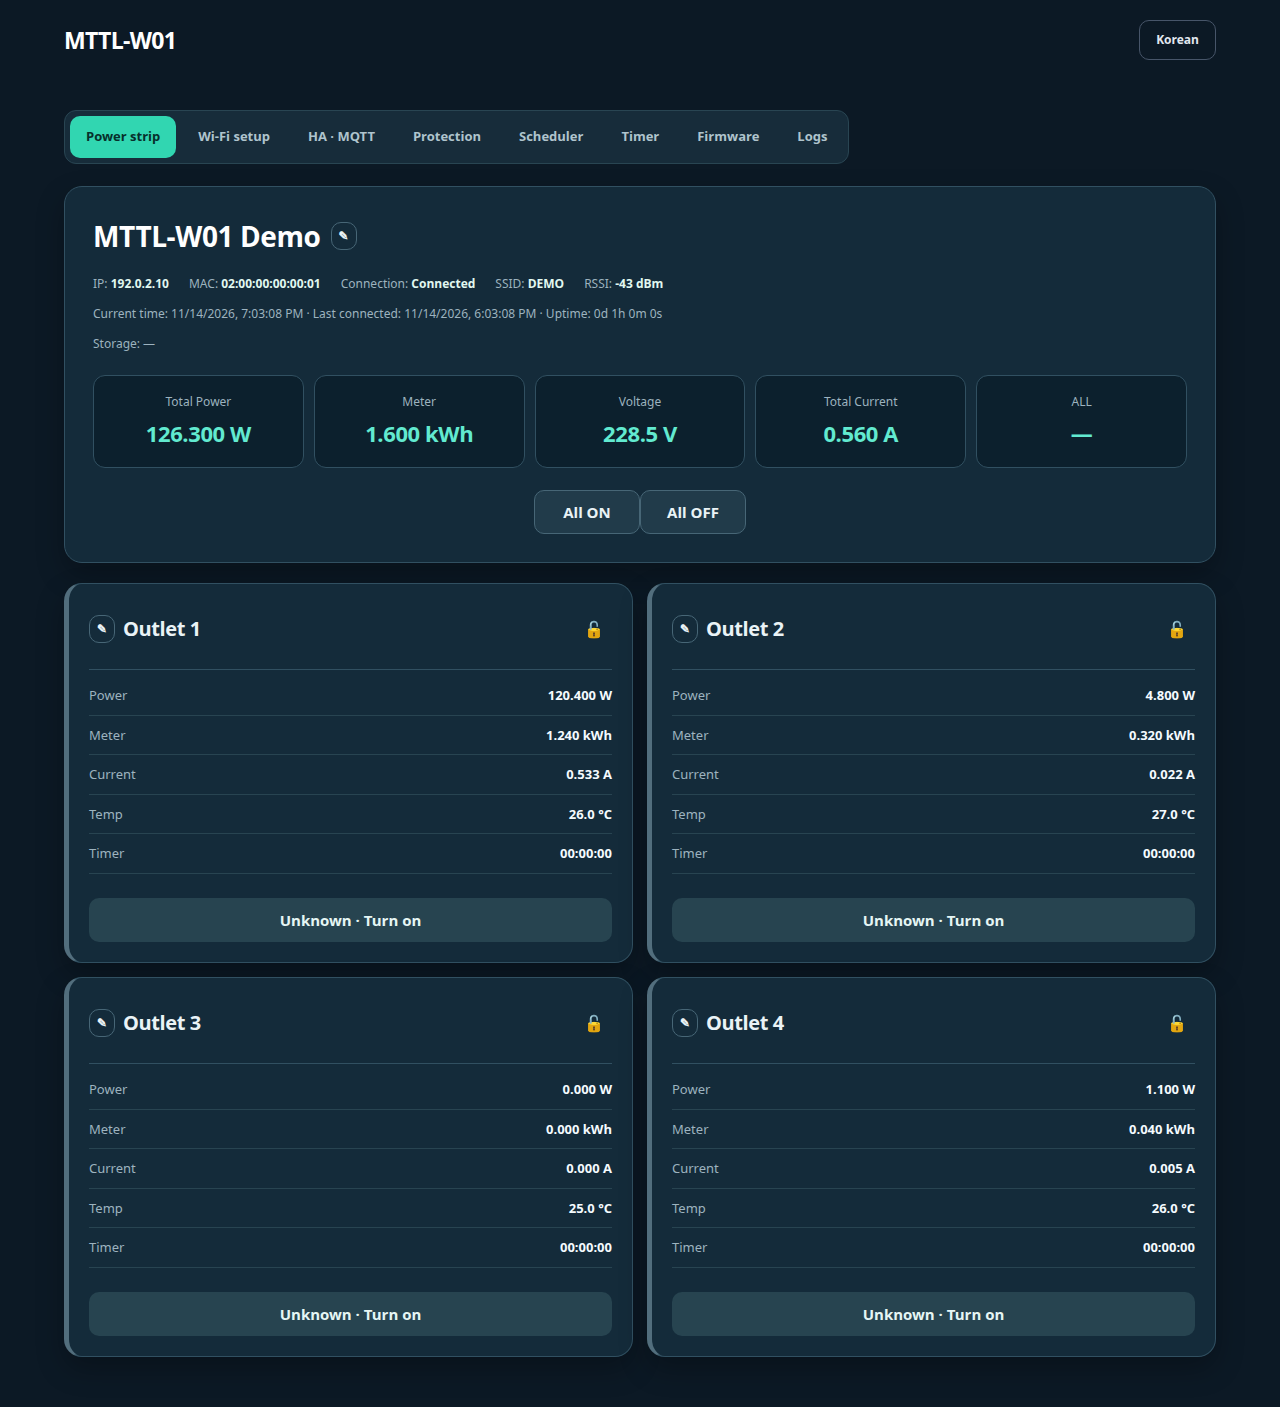 MTTL-W01
Korean
Power strip Wi-Fi setup HA · MQTT Protection Scheduler Timer Firmware Logs
MTTL-W01 Demo ✎
IP: 192.0.2.10 MAC: 02:00:00:00:00:01 Connection: Connected SSID: DEMO RSSI: -43 dBm
Current time: 11/14/2026, 7:03:08 PM · Last connected: 11/14/2026, 6:03:08 PM · Uptime: 0d 1h 0m 0s
Storage: —
Total Power
126.300 W
Meter
1.600 kWh
Voltage
228.5 V
Total Current
0.560 A
ALL
—
All ON All OFF
✎ Outlet 1 🔓
Power 120.400 W
Meter 1.240 kWh
Current 0.533 A
Temp 26.0 °C
Timer 00:00:00
Unknown · Turn on
✎ Outlet 2 🔓
Power 4.800 W
Meter 0.320 kWh
Current 0.022 A
Temp 27.0 °C
Timer 00:00:00
Unknown · Turn on
✎ Outlet 3 🔓
Power 0.000 W
Meter 0.000 kWh
Current 0.000 A
Temp 25.0 °C
Timer 00:00:00
Unknown · Turn on
✎ Outlet 4 🔓
Power 1.100 W
Meter 0.040 kWh
Current 0.005 A
Temp 26.0 °C
Timer 00:00:00
Unknown · Turn on